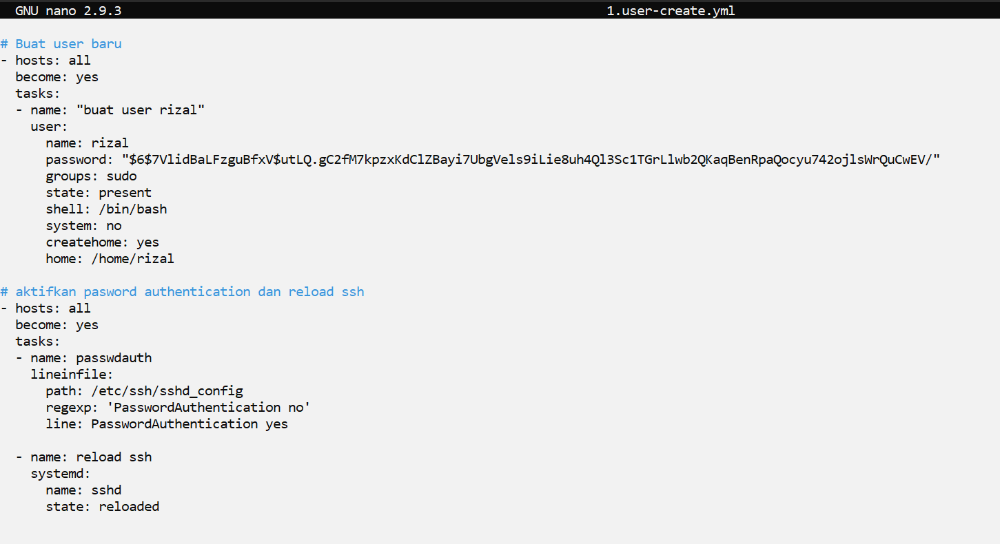 GNU nano 2.9.3 1.user-create.yml
# Buat user baru
- hosts: all
  become: yes
  tasks:
  - name: "buat user rizal"
    user:
      name: rizal
      password: "$6$7VlidBaLFzguBfxV$utLQ.gC2fM7kpzxKdClZBayi7UbgVels9iLie8uh4Ql3Sc1TGrLlwb2QKaqBenRpaQocyu742ojlsWrQuCwEV/"
      groups: sudo
      state: present
      shell: /bin/bash
      system: no
      createhome: yes
      home: /home/rizal
# aktifkan pasword authentication dan reload ssh
- hosts: all
  become: yes
  tasks:
  - name: passwdauth
    lineinfile:
      path: /etc/ssh/sshd_config
      regexp: 'PasswordAuthentication no'
      line: PasswordAuthentication yes
  - name: reload ssh
    systemd:
      name: sshd
      state: reloaded